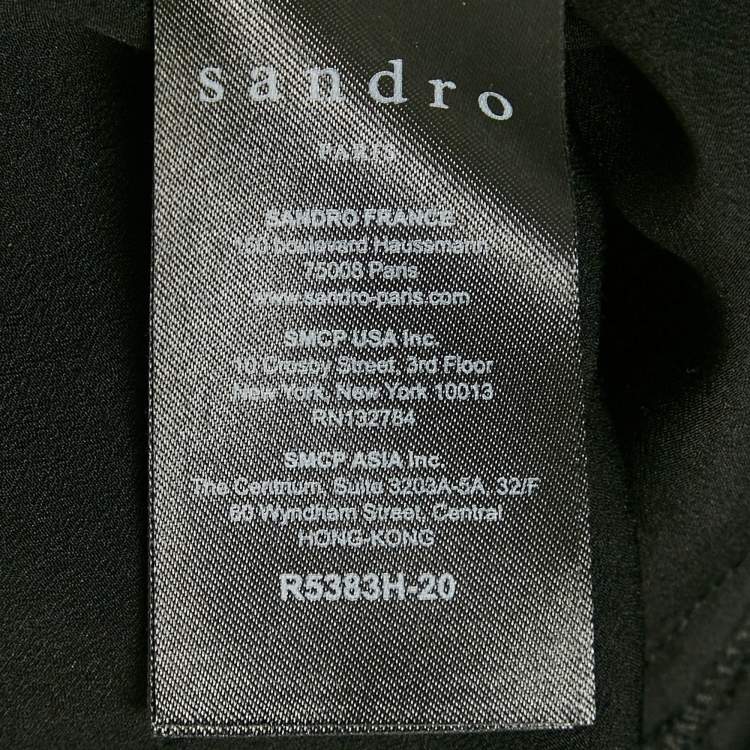 sandro
PARIS
SANDRO FRANCE
150 boulevard Haussmann
75008 Paris
www.sandro-paris.com
SMCP USA Inc.
10 Crosby Street, 3rd Floor
New York, New York 10013
RN132784
SMCP ASIA Inc.
The Centrium, Suite 3203A-5A, 32/F
60 Wyndham Street, Central
HONG-KONG
R5383H-20